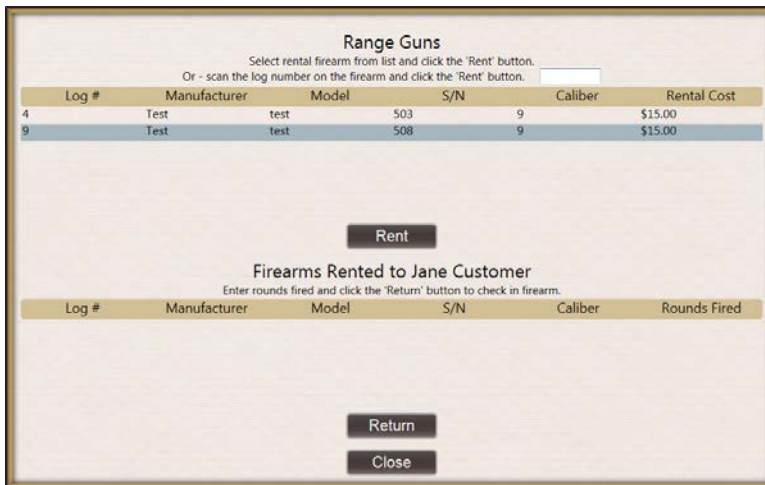 Range Guns
Select rental firearm from list and click the 'Rent' button.
Or - scan the log number on the firearm and click the 'Rent' button.
Log # Manufacturer Model S/N Caliber Rental Cost
4 Test test 503 9 $15.00
9 Test test 508 9 $15.00
Rent
Firearms Rented to Jane Customer
Enter rounds fired and click the 'Return' button to check in firearm.
Log # Manufacturer Model S/N Caliber Rounds Fired
Return
Close